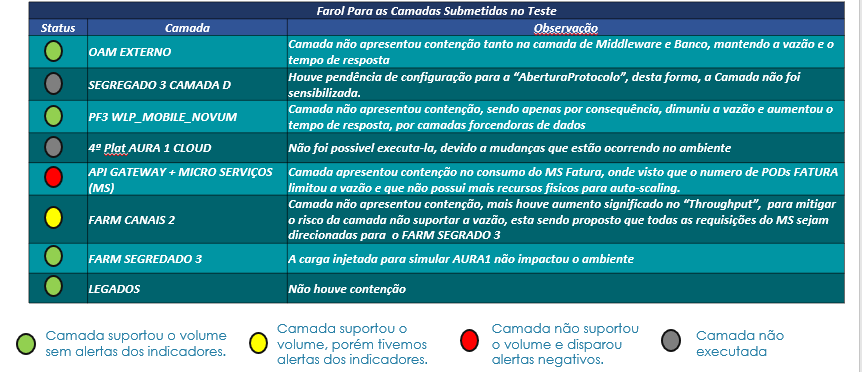 Farol Para as Camadas Submetidas no Teste
Status Camada Observação
OAM EXTERNO
Camada não apresentou contenção tanto na camada de Middleware e Banco, mantendo a vazão e o
tempo de resposta
SEGREGADO 3 CAMADA D
Houve pendência de configuração para a “AberturaProtocolo”, desta forma, a Camada não foi
sensibilizada.
PF3 WLP_MOBILE_NOVUM
Camada não apresentou contenção, sendo apenas por consequência, dimuniu a vazão e aumentou o
tempo de resposta, por camadas forcendoras de dados
4º Plat AURA 1 CLOUD
Não foi possivel executa-la, devido a mudanças que estão ocorrendo no ambiente
API GATEWAY + MICRO SERVIÇOS
(MS)
Camada apresentou contenção no consumo do MS Fatura, onde visto que o numero de PODs FATURA
limitou a vazão e que não possui mais recursos fisicos para auto-scaling.
FARM CANAIS 2
Camada não apresentou contenção, mais houve aumento significado no “Throughput”, para mitigar
o risco da camada não suportar a vazão, esta sendo proposto que todas as requisições do MS sejam
direcionadas para o FARM SEGRADO 3
FARM SEGREDADO 3
A carga injetada para simular AURA1 não impactou o ambiente
LEGADOS
Não houve contenção
Camada suportou o volume
sem alertas dos indicadores.
Camada suportou o
volume, porém tivemos
alertas dos indicadores.
Camada não suportou
o volume e disparou
alertas negativos.
Camada não
executada